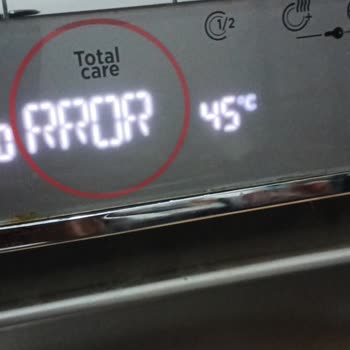 1/2
Total
care
RROR 45°C